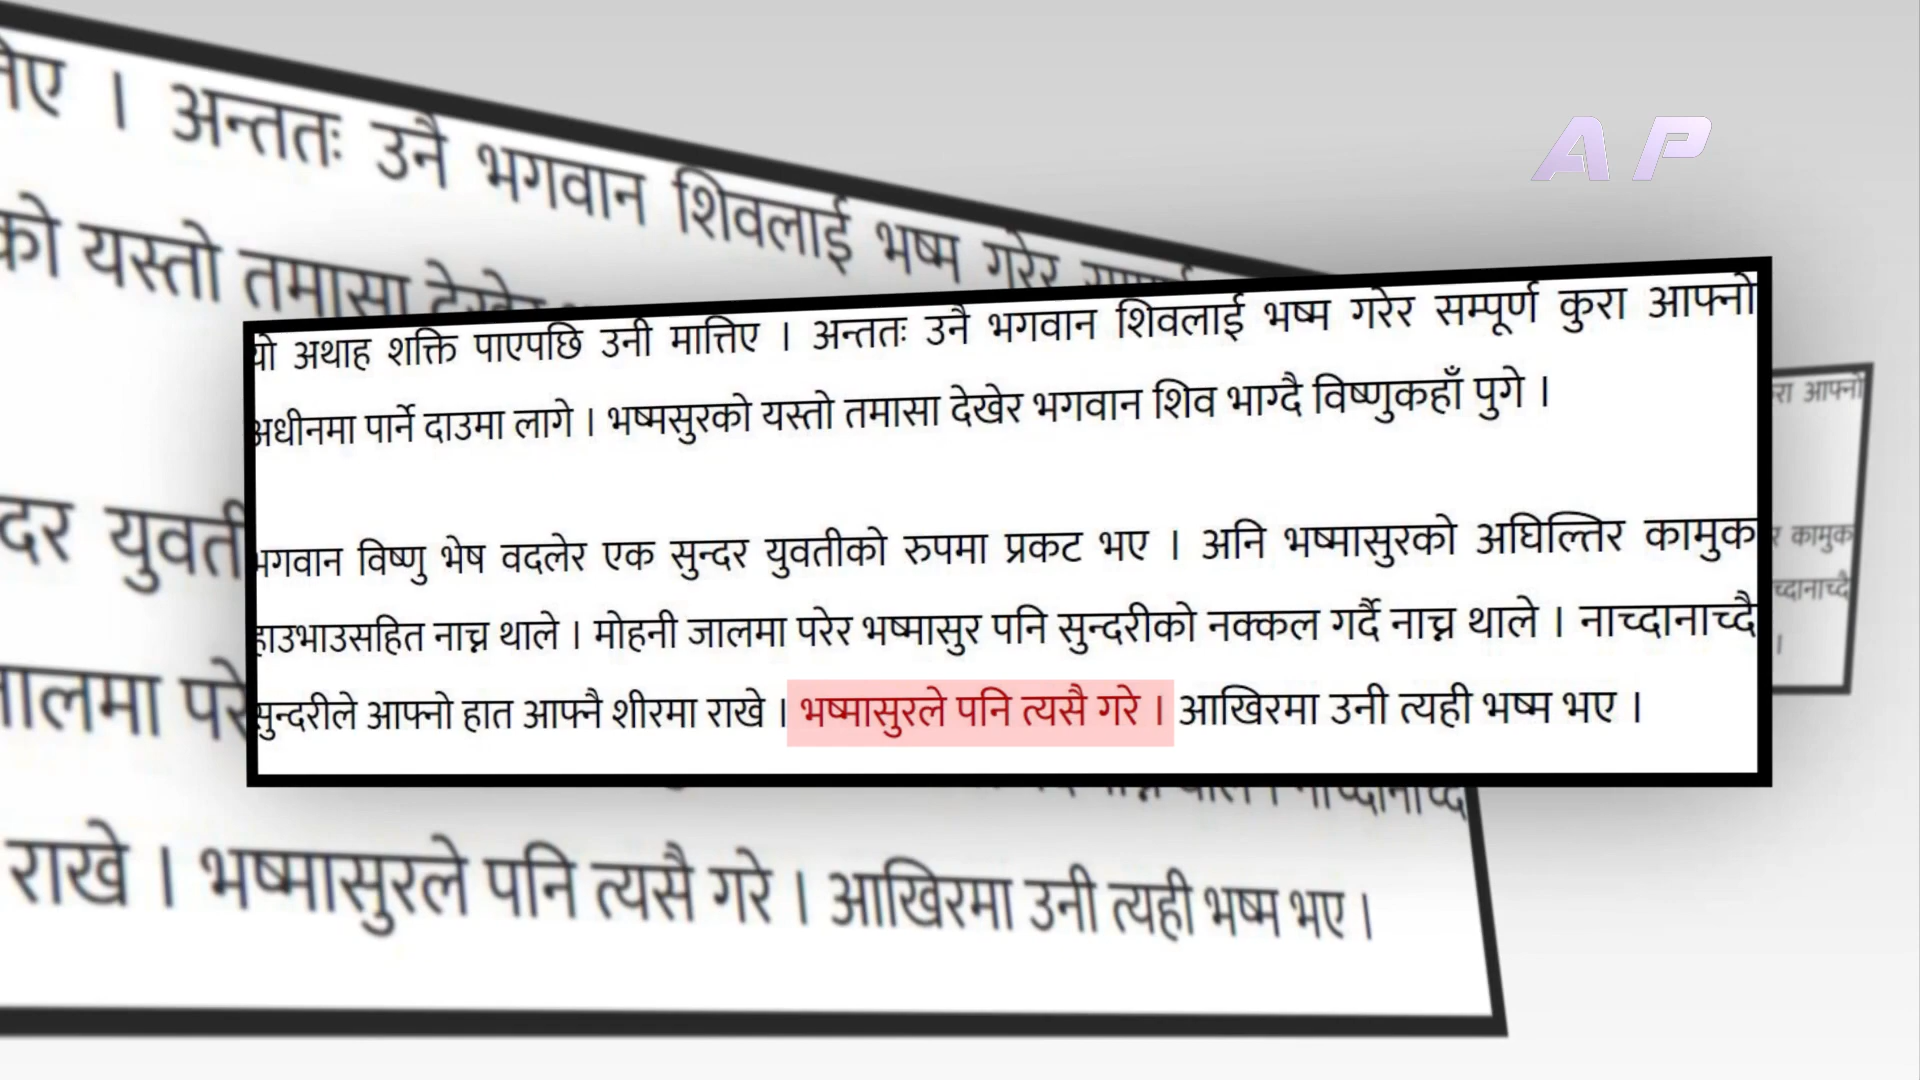 AP
यो अथाह शक्ति पाएपछि उनी मात्तिए । अन्ततः उनै भगवान शिवलाई भष्म गरेर सम्पूर्ण कुरा आफ्नो
अधीनमा पार्ने दाउमा लागे । भष्मसुरको यस्तो तमासा देखेर भगवान शिव भाग्दै विष्णुकहाँ पुगे ।
भगवान विष्णु भेष वदलेर एक सुन्दर युवतीको रुपमा प्रकट भए । अनि भष्मासुरको अघिल्तिर कामुक
हाउभाउसहित नाच्न थाले । मोहनी जालमा परेर भष्मासुर पनि सुन्दरीको नक्कल गर्दै नाच्न थाले । नाच्दानाच्दै
सुन्दरीले आफ्नो हात आफ्नै शीरमा राखे । भष्मासुरले पनि त्यसै गरे । आखिरमा उनी त्यही भष्म भए ।
। अन्ततः उनै भगवान शिवलाई भष्म गरेर
को यस्तो तमासा देखेर
युवती
राखे । भष्मासुरले पनि त्यसै गरे । आखिरमा उनी त्यही भष्म भए ।
आफ्नो
कामुक